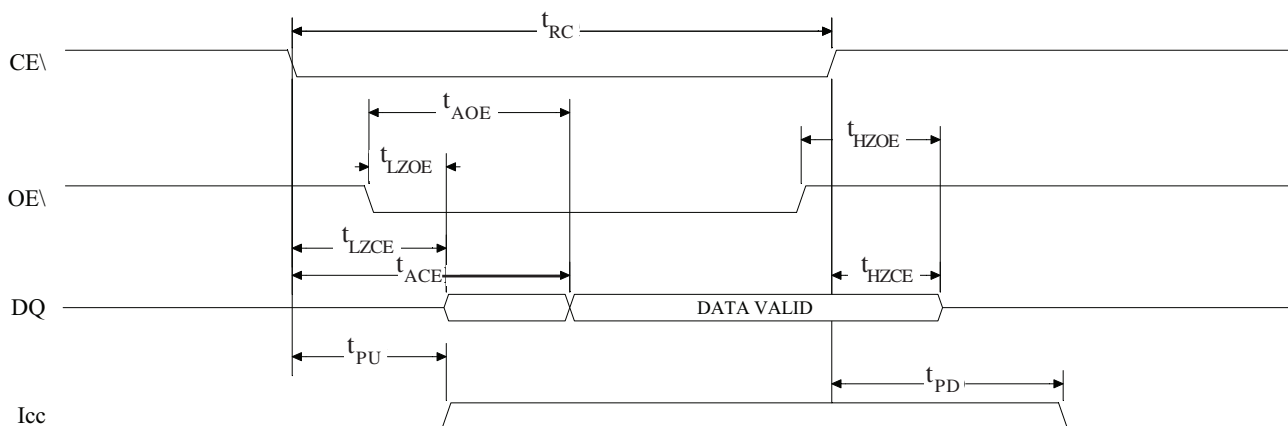 tRC
CE\
tAOE
tHZOE
tLZOE
OE\
tLZCE
tACE
tHZCE
DQ
DATA VALID
tPU
tPD
Icc